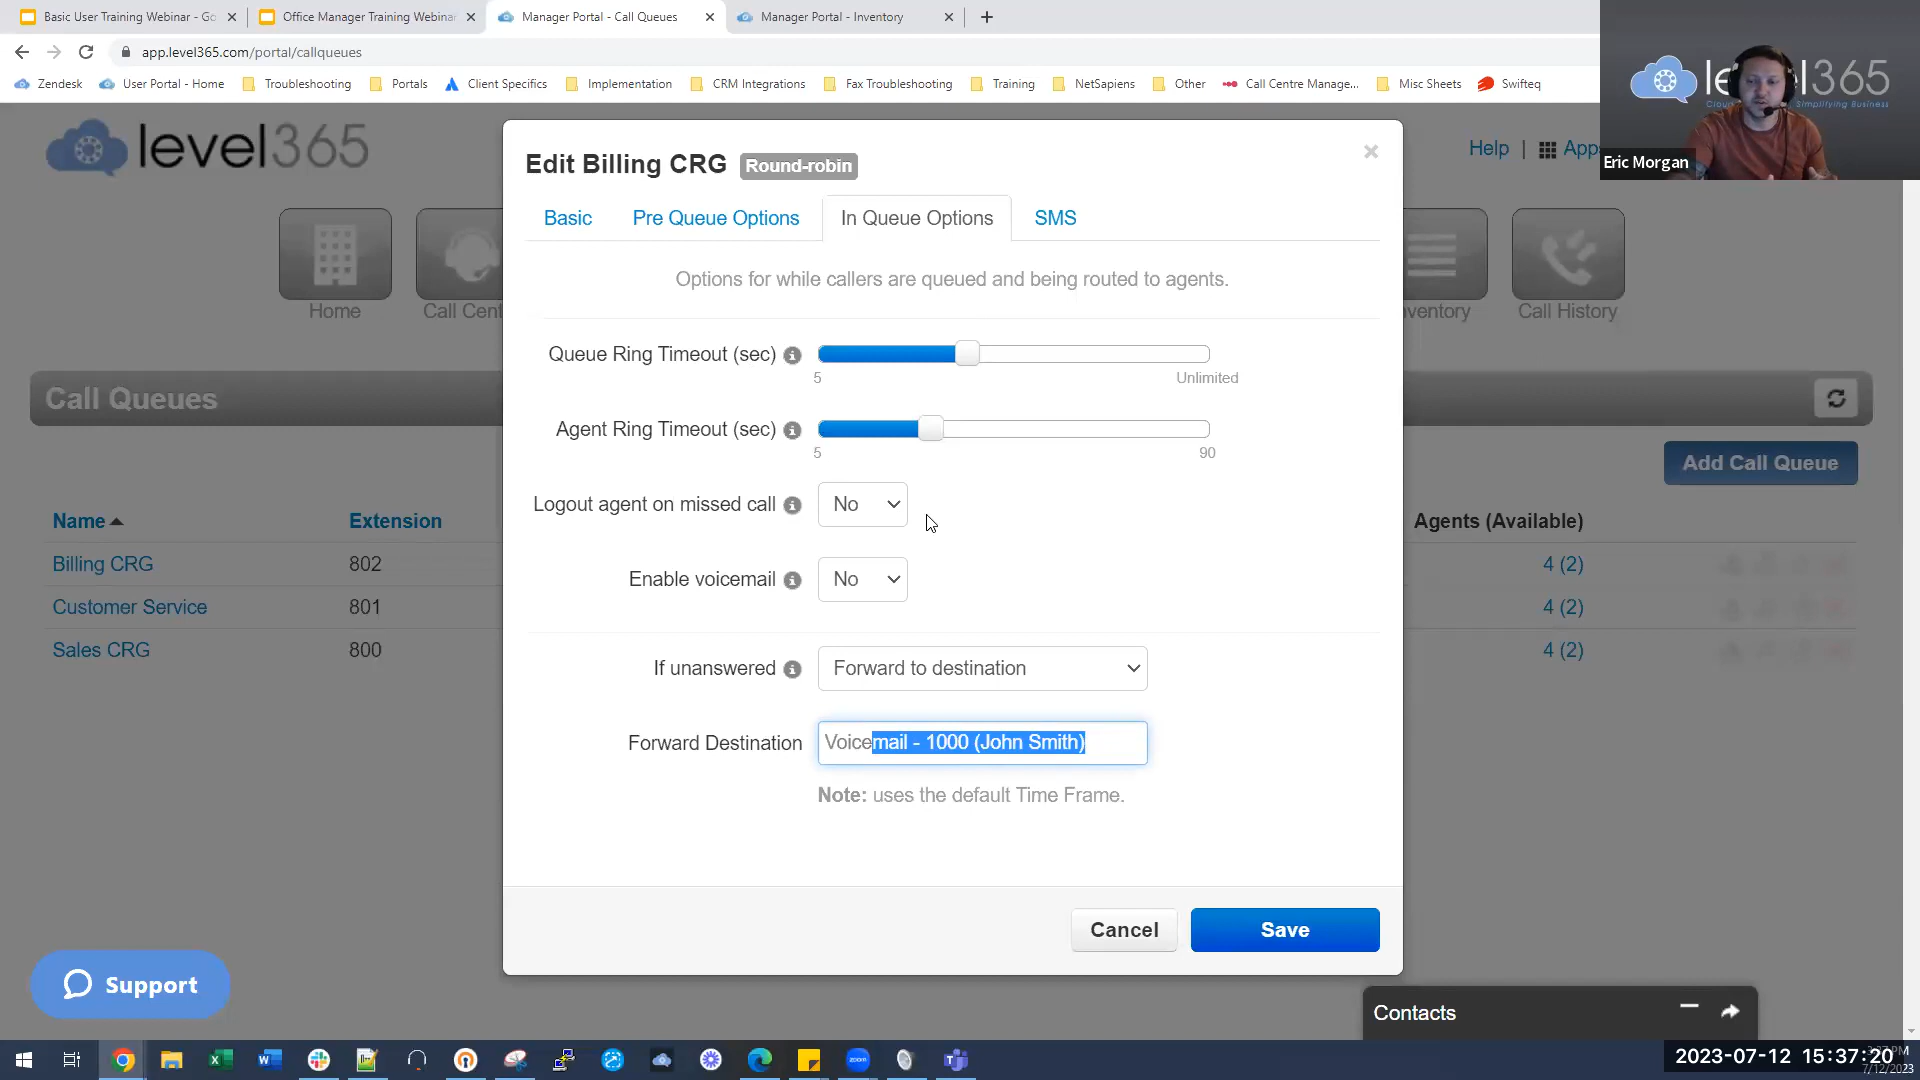 Basic User Training Webinar - Go
Office Manager Training Webinar
Manager Portal - Call Queues
Manager Portal - Inventory
app.level365.com/portal/callqueues
Zendesk
User Portal - Home
Troubleshooting
Portals
Client Specifics
Implementation
CRM Integrations
Fax Troubleshooting
Training
NetSapiens
Other
Call Centre Manage...
Misc Sheets
Swifteq
Simplifying Business
Eric Morgan
level365
Help | Apps
Home
Call Cent
ventory
Call History
Edit Billing CRG Round-robin
Basic
Pre Queue Options
In Queue Options
SMS
Options for while callers are queued and being routed to agents.
Queue Ring Timeout (sec)
5 Unlimited
Agent Ring Timeout (sec)
5 90
Logout agent on missed call No
Enable voicemail No
If unanswered Forward to destination
Forward Destination Voicemail - 1000 (John Smith)
Note: uses the default Time Frame.
Cancel
Save
Call Queues
Add Call Queue
Name Extension Agents (Available)
Billing CRG 802 4 (2)
Customer Service 801 4 (2)
Sales CRG 800 4 (2)
Support
Contacts
2023-07-12 15:37:20
7/12/2023